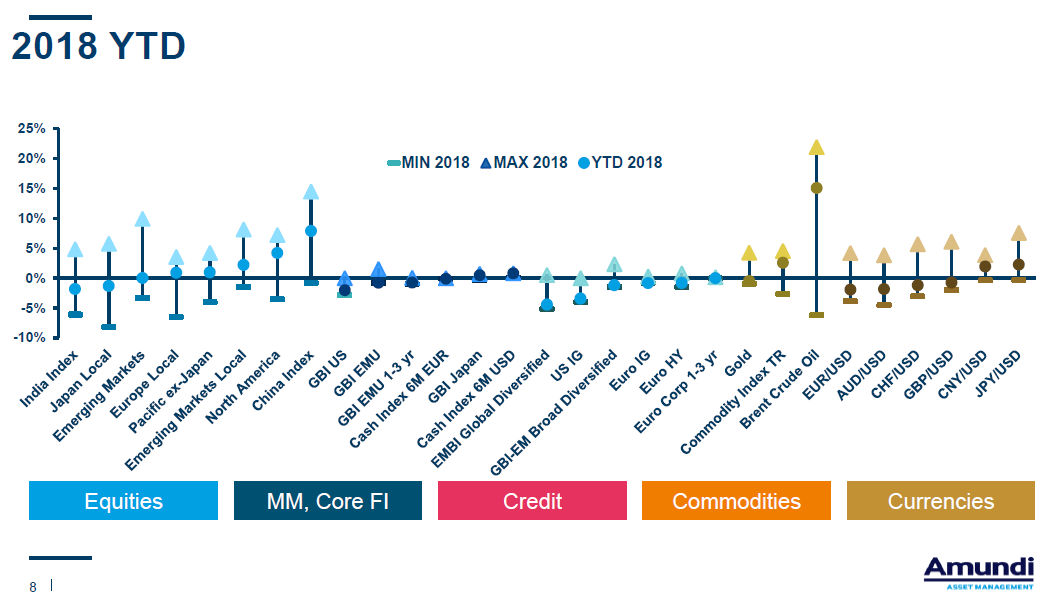 2018 YTD
25%
20%
15%
10%
5%
0%
-5%
-10%
MIN 2018 MAX 2018 YTD 2018
India Index
Japan Local
Emerging Markets
Europe Local
Pacific ex-Japan
Emerging Markets Local
North America
China Index
GBI US
GBI EMU
GBI EMU 1-3 yr
Cash Index 6M EUR
GBI Japan
Cash Index 6M USD
EMBI Global Diversified
US IG
GBI-EM Broad Diversified
Euro IG
Euro HY
Euro Corp 1-3 yr
Gold
Commodity Index TR
Brent Crude Oil
EUR/USD
AUD/USD
CHF/USD
GBP/USD
CNY/USD
JPY/USD
Equities MM, Core FI Credit Commodities Currencies
8
Amundi
ASSET MANAGEMENT